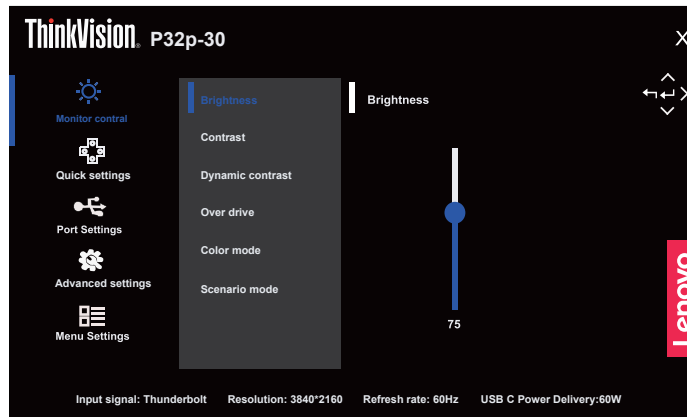 ThinkVision. P32p-30
X
Monitor contral
Quick settings
Port Settings
Advanced settings
Menu Settings
Brightness
Contrast
Dynamic contrast
Over drive
Color mode
Scenario mode
Brightness
75
Lenovo
Input signal: Thunderbolt Resolution: 3840*2160 Refresh rate: 60Hz USB C Power Delivery:60W